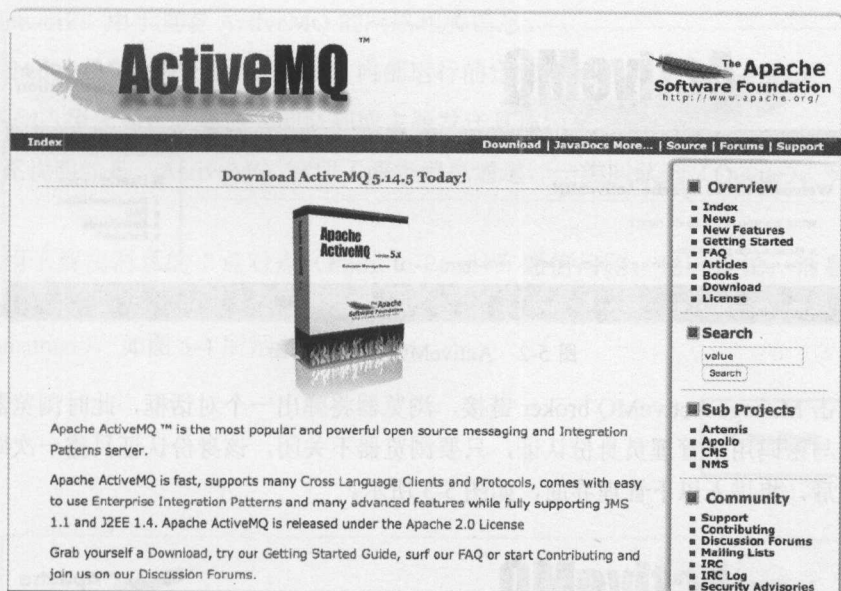 ActiveMQ™
The Apache
Software Foundation
http://www.apache.org/
Index
Download | JavaDocs More... | Source | Forums | Support
Download ActiveMQ 5.14.5 Today!
Apache
ActiveMQ version 5x
The Apache
Software Foundation
Apache ActiveMQ ™ is the most popular and powerful open source messaging and Integration
Patterns server.
Apache ActiveMQ is fast, supports many Cross Language Clients and Protocols, comes with easy
to use Enterprise Integration Patterns and many advanced features while fully supporting JMS
1.1 and J2EE 1.4. Apache ActiveMQ is released under the Apache 2.0 License
Grab yourself a Download, try our Getting Started Guide, surf our FAQ or start Contributing and
join us on our Discussion Forums.
Overview
Index
News
New Features
Getting Started
FAQ
Articles
Books
Download
License
Search
value
Search
Sub Projects
Artemis
Apollo
CMS
NMS
Community
Support
Contributing
Discussion Forums
Mailing Lists
IRC
IRC Log
Security Advisories